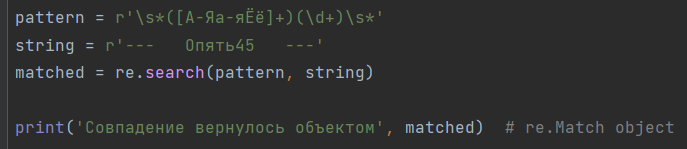 pattern = r'\s*([А-Яа-яЁё]+)(\d+)\s*'
string = r'---   Опять45   ---'
matched = re.search(pattern, string)
print('Совпадение вернулось объектом', matched)  # re.Match object